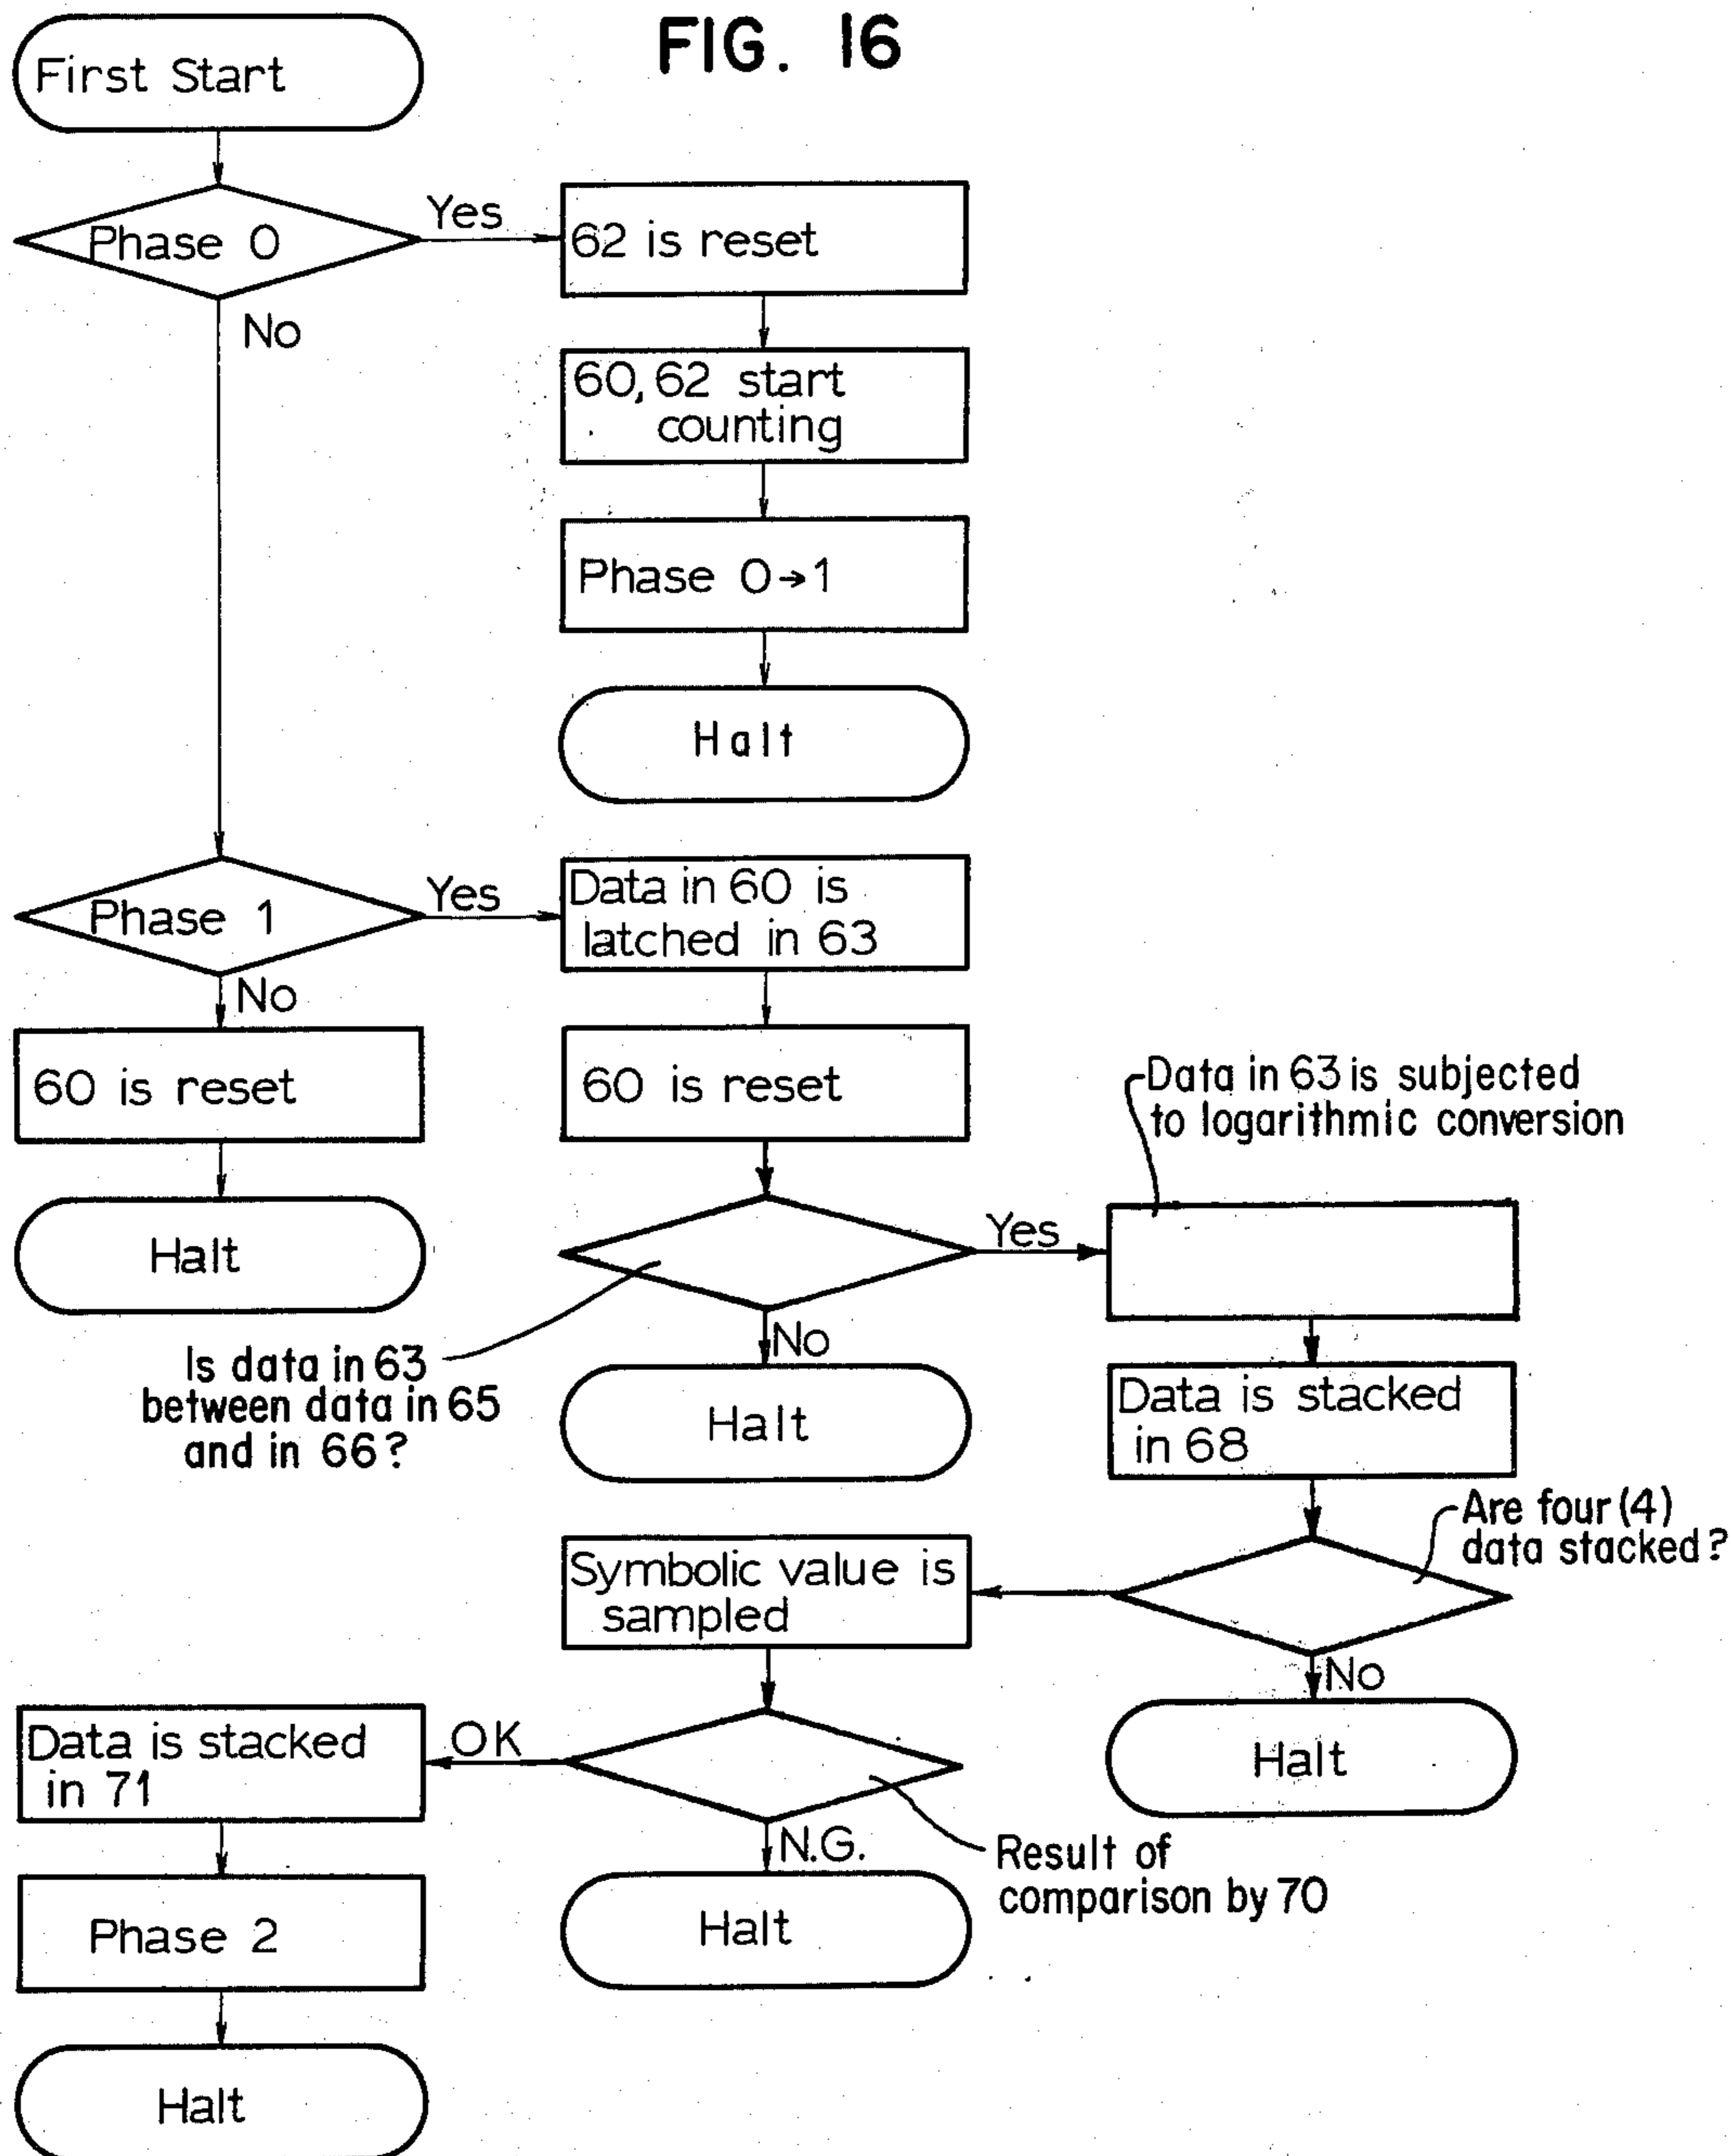 FIG. 16
First Start
Phase 0
Yes
62 is reset
No
60, 62 start
counting
Phase 0→1
Halt
Phase 1
Yes
Data in 60 is
latched in 63
No
60 is reset
60 is reset
Data in 63 is subjected
to logarithmic conversion
Halt
Yes
Is data in 63
between data in 65
and in 66?
No
Halt
Data is stacked
in 68
Are four (4)
data stacked?
Symbolic value is
sampled
No
Halt
Data is stacked
in 71
OK
N.G.
Result of
comparison by 70
Halt
Phase 2
Halt